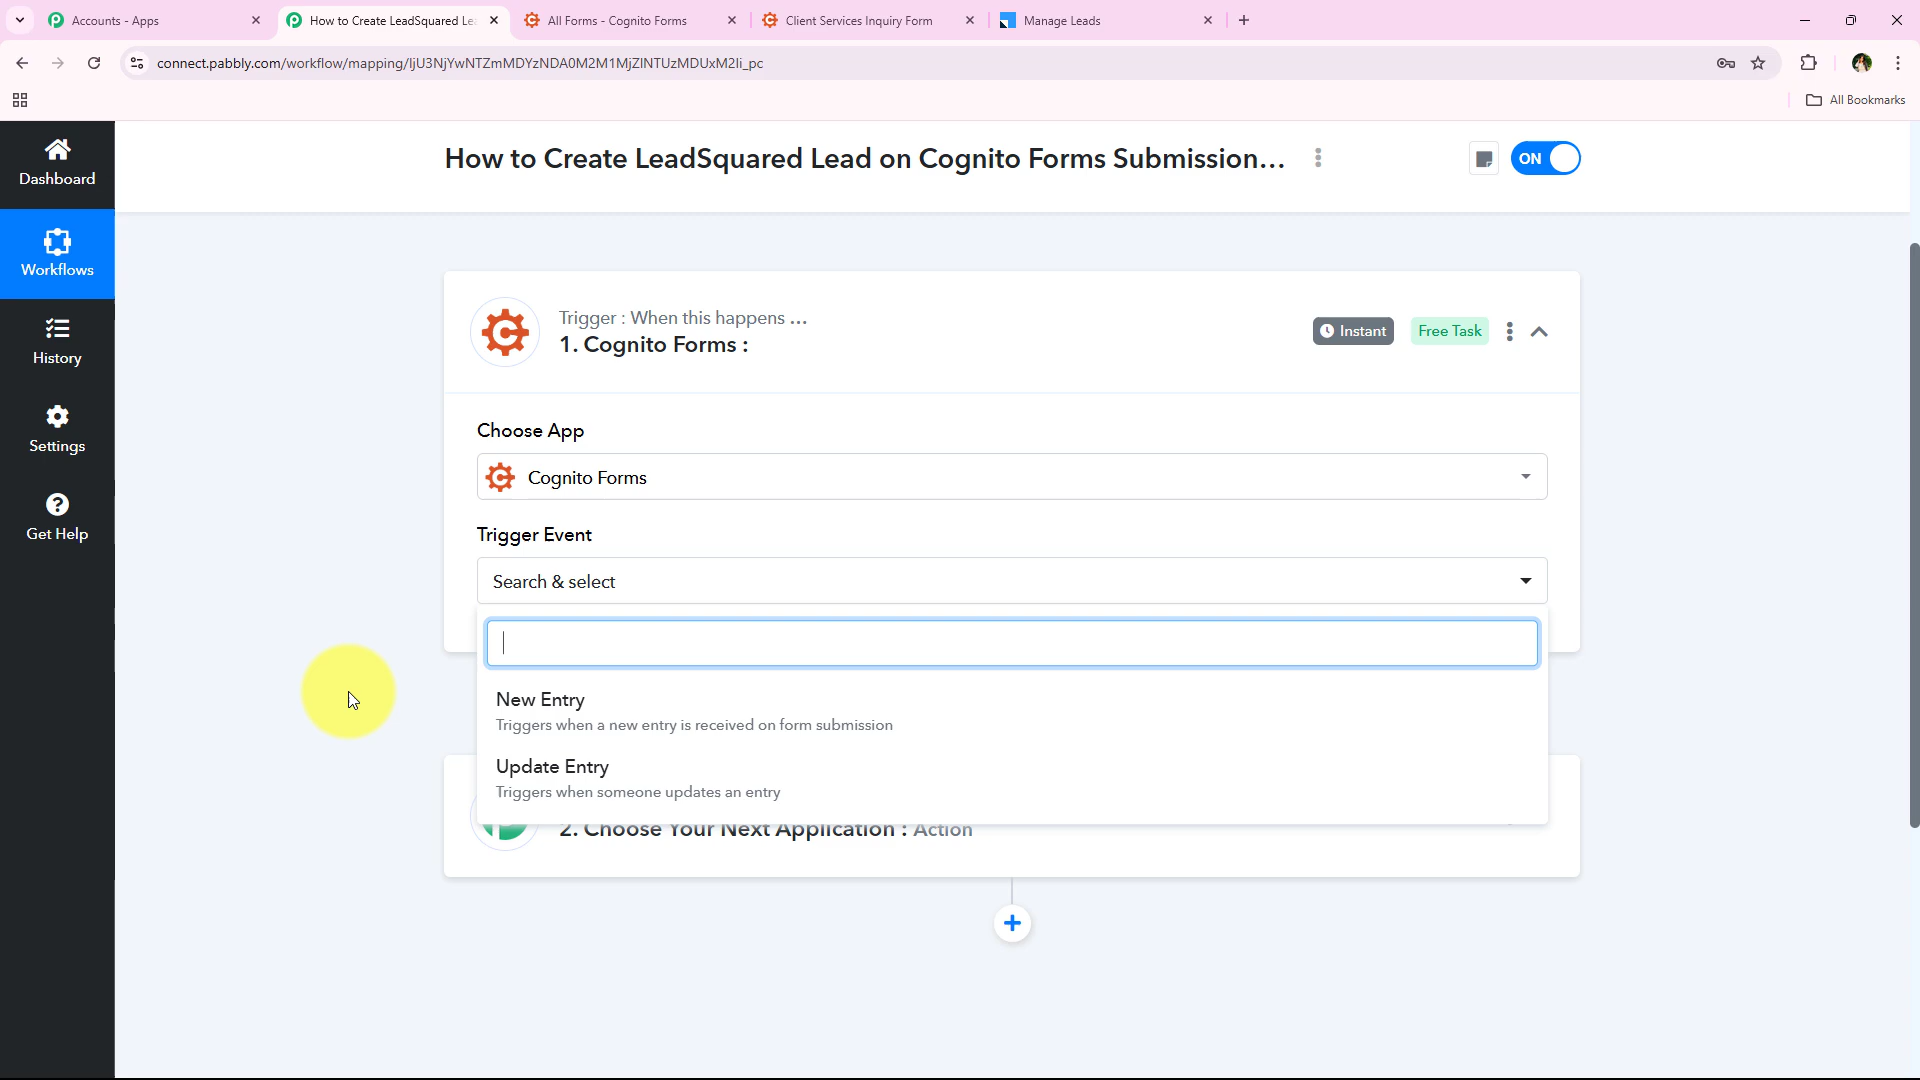 Accounts - Apps
How to Create LeadSquared Le
All Forms - Cognito Forms
Client Services Inquiry Form
Manage Leads
connect.pabbly.com/workflow/mapping/IjU3NjYwNTZmMDYzNDA0M2M1MjZlNTUzMDUxM2Ii_pc
All Bookmarks
Dashboard
Workflows
History
Settings
Get Help
How to Create LeadSquared Lead on Cognito Forms Submission...
ON
Trigger : When this happens ...
1. Cognito Forms :
Instant
Free Task
Choose App
Cognito Forms
Trigger Event
Search & select
New Entry
Triggers when a new entry is received on form submission
Update Entry
Triggers when someone updates an entry
2. Choose Your Next Application : Action